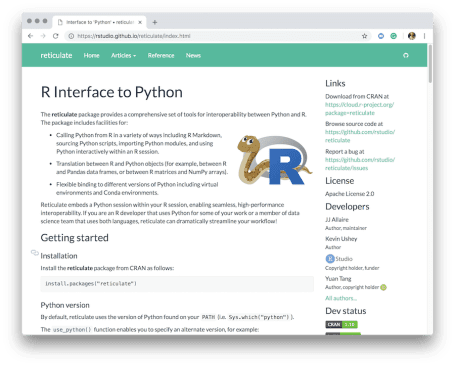 Interface to 'Python' • reticula
https://rstudio.github.io/reticulate/index.html
reticulate Home Articles Reference News
R Interface to Python
The reticulate package provides a comprehensive set of tools for interoperability between Python and R.
The package includes facilities for:
• Calling Python from R in a variety of ways including R Markdown,
sourcing Python scripts, importing Python modules, and using
Python interactively within an R session.
• Translation between R and Python objects (for example, between R
and Pandas data frames, or between R matrices and NumPy arrays).
• Flexible binding to different versions of Python including virtual
environments and Conda environments.
R
Reticulate embeds a Python session within your R session, enabling seamless, high-performance
interoperability. If you are an R developer that uses Python for some of your work or a member of data
science team that uses both languages, reticulate can dramatically streamline your workflow!
Getting started
Installation
Install the reticulate package from CRAN as follows:
install.packages("reticulate")
Python version
By default, reticulate uses the version of Python found on your PATH (i.e. Sys.which("python") ).
The use_python() function enables you to specify an alternate version, for example:
Links
Download from CRAN at
https://cloud.r-project.org/
package=reticulate
Browse source code at
https://github.com/rstudio/
reticulate
Report a bug at
https://github.com/rstudio/
reticulate/issues
License
Apache License 2.0
Developers
JJ Allaire
Author, maintainer
Kevin Ushey
Author
R Studio
Copyright holder, funder
Yuan Tang
Author, copyright holder
All authors...
Dev status
CRAN 1.10